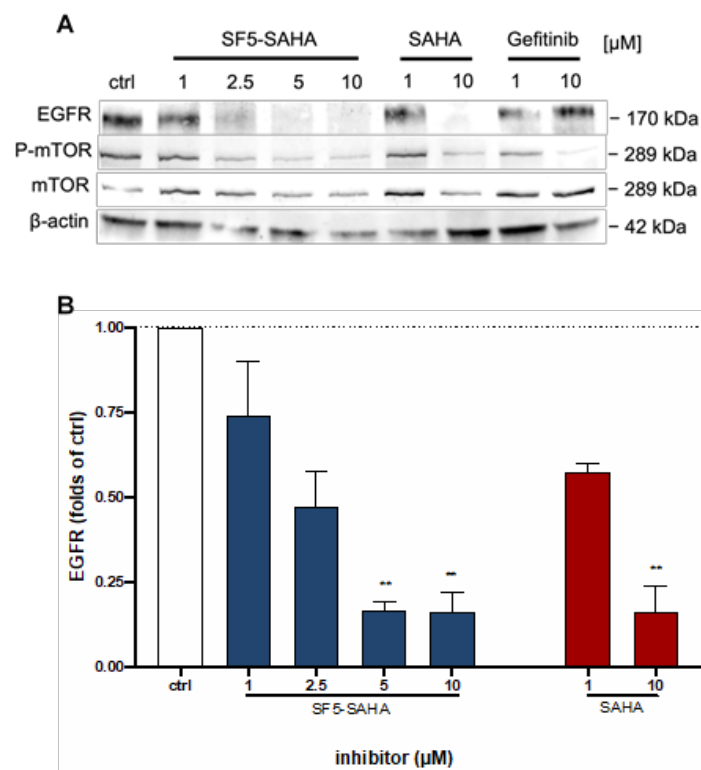 A
SF5-SAHA SAHA Gefitinib [µM]
ctrl 1 2.5 5 10 1 10 1 10
EGFR – 170 kDa
P-mTOR – 289 kDa
mTOR – 289 kDa
β-actin – 42 kDa
B
1.00
0.75
0.50
0.25
0.00
EGFR (folds of ctrl)
** ** **
ctrl 1 2.5 5 10 1 10
SF5-SAHA SAHA
inhibitor (µM)